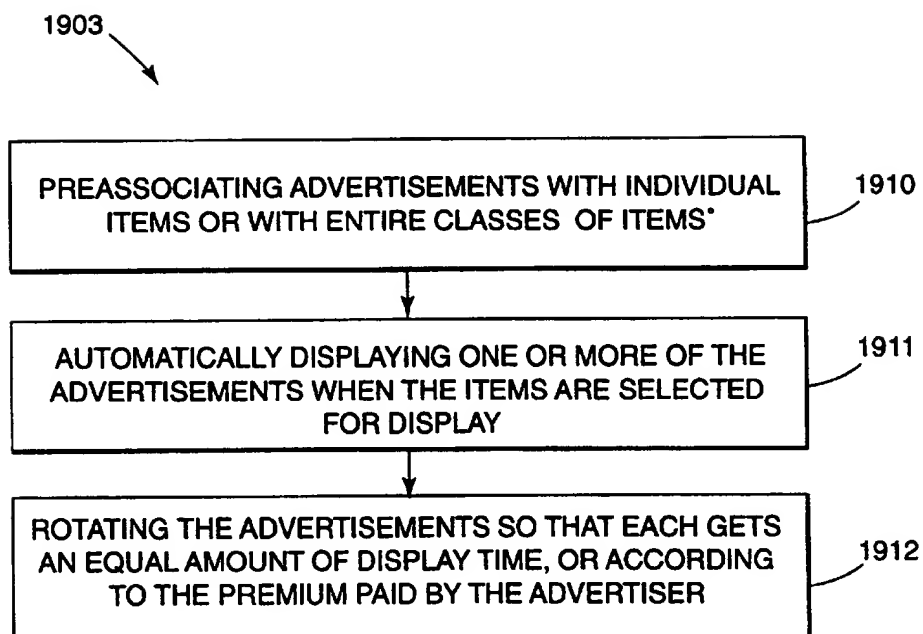 1903
PREASSOCIATING ADVERTISEMENTS WITH INDIVIDUAL
ITEMS OR WITH ENTIRE CLASSES OF ITEMS
1910
AUTOMATICALLY DISPLAYING ONE OR MORE OF THE
ADVERTISEMENTS WHEN THE ITEMS ARE SELECTED
FOR DISPLAY
1911
ROTATING THE ADVERTISEMENTS SO THAT EACH GETS
AN EQUAL AMOUNT OF DISPLAY TIME, OR ACCORDING
TO THE PREMIUM PAID BY THE ADVERTISER
1912